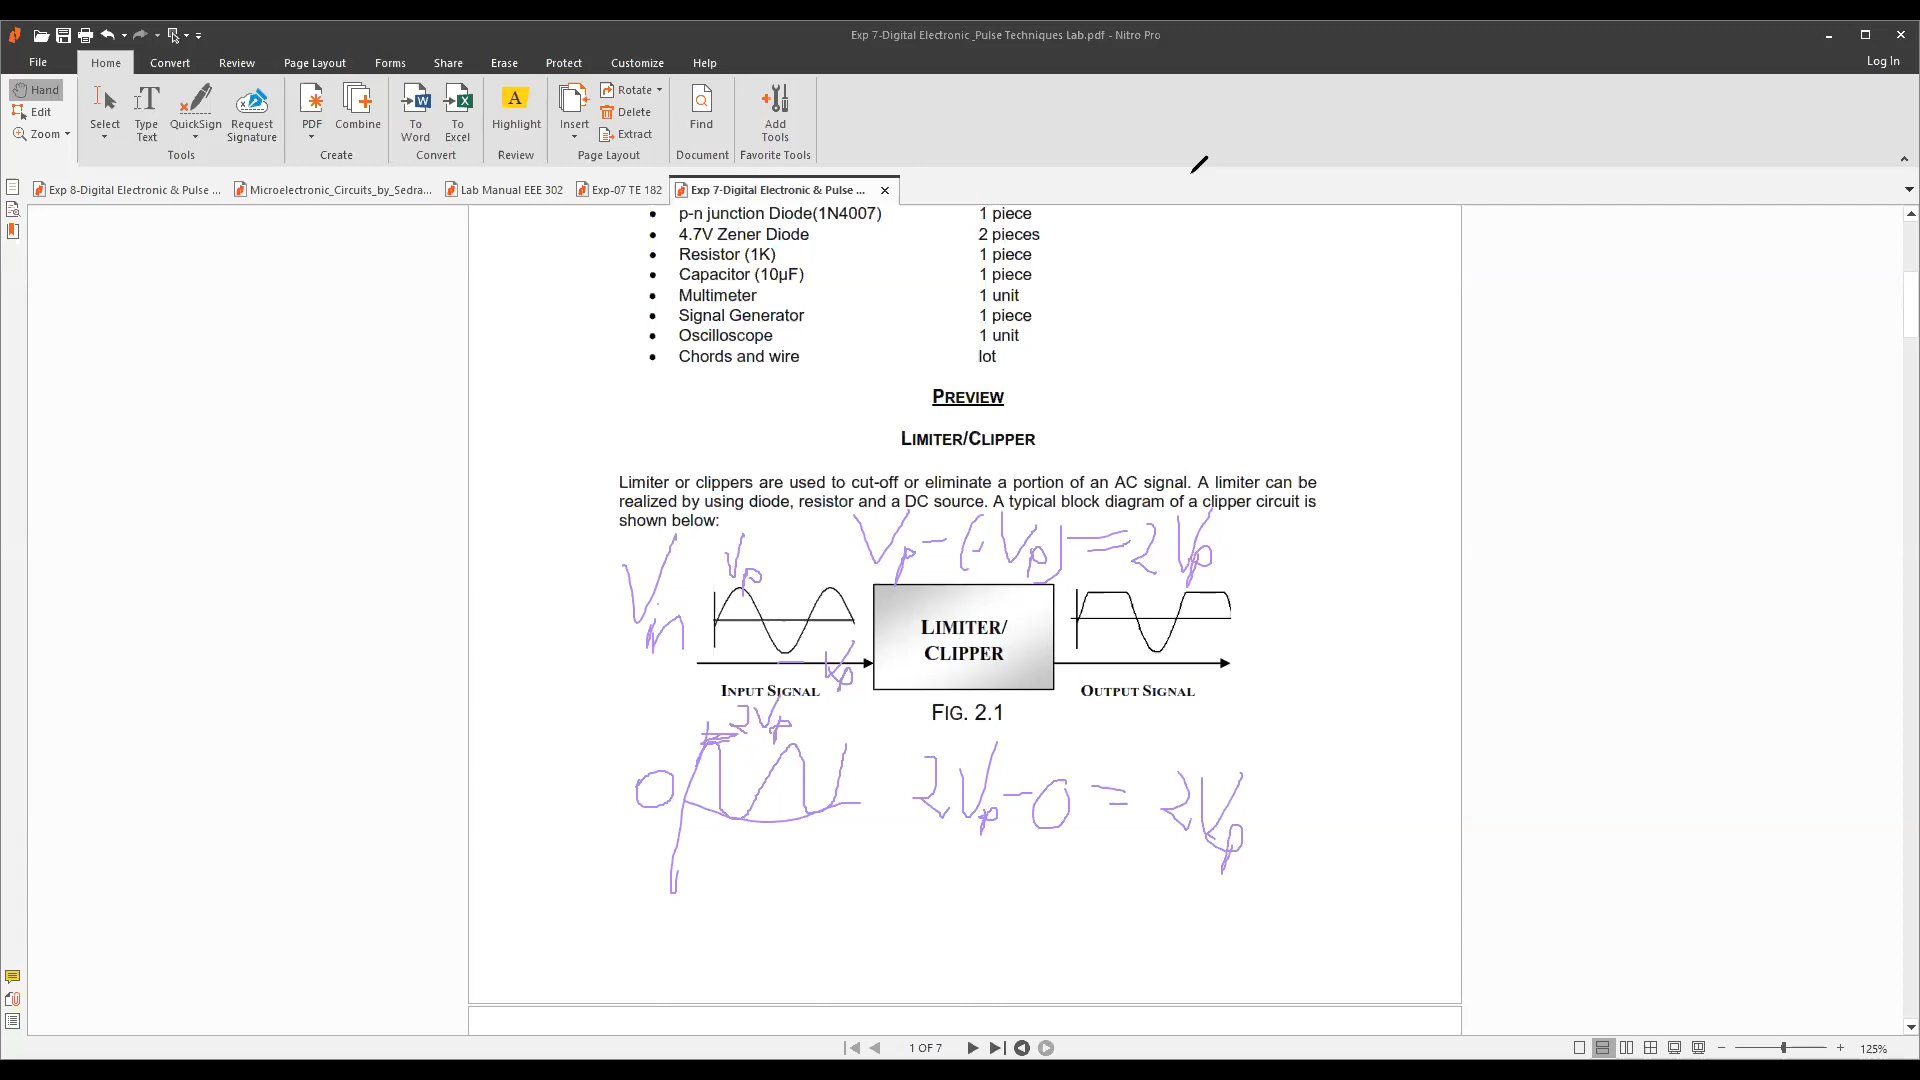 Exp 7-Digital Electronic _Pulse Techniques Lab.pdf - Nitro Pro
File Home Convert Review Page Layout Forms Share Erase Protect Customize Help Log In
Hand
Edit
Zoom
Select
Type Text
QuickSign
Request Signature
Tools
PDF
Combine
Create
To Word
To Excel
Convert
Highlight
Review
Insert
Rotate
Delete
Extract
Page Layout
Find
Document
Add Tools
Favorite Tools
Exp 8-Digital Electronic & Pulse ...
Microelectronic_Circuits_by_Sedra...
Lab Manual EEE 302
Exp-07 TE 182
Exp 7-Digital Electronic & Pulse ...
• p-n junction Diode(1N4007) 1 piece
• 4.7V Zener Diode 2 pieces
• Resistor (1K) 1 piece
• Capacitor (10µF) 1 piece
• Multimeter 1 unit
• Signal Generator 1 piece
• Oscilloscope 1 unit
• Chords and wire lot
PREVIEW
LIMITER/CLIPPER
Limiter or clippers are used to cut-off or eliminate a portion of an AC signal. A limiter can be
realized by using diode, resistor and a DC source. A typical block diagram of a clipper circuit is
shown below:
Vp - (-Vp) = 2Vp
Vin
Vp
LIMITER/
CLIPPER
-Vp
INPUT SIGNAL
OUTPUT SIGNAL
FIG. 2.1
2Vp
0
2Vp - 0 = 2Vp
1 OF 7
125%